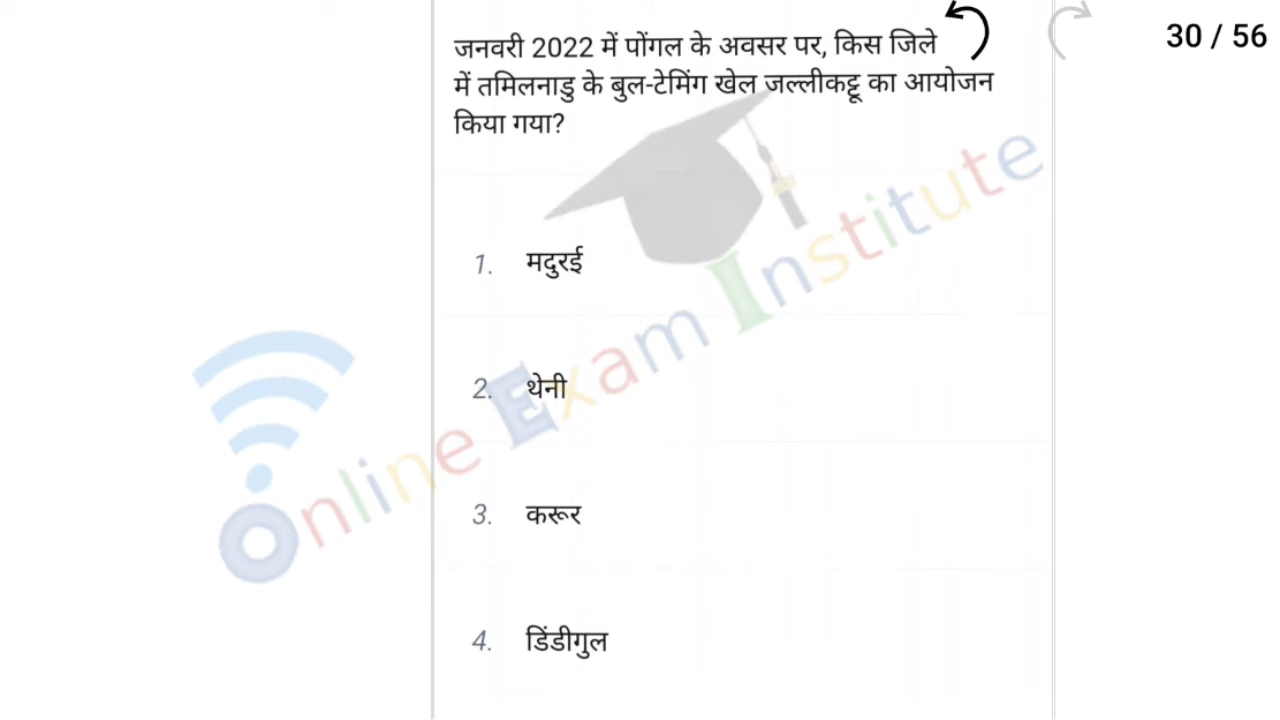 जनवरी 2022 में पोंगल के अवसर पर, किस जिले
में तमिलनाडु के बुल-टेमिंग खेल जल्लीकट्टू का आयोजन
किया गया?
30 / 56
1. मदुरई
2. थेनी
3. करूर
4. डिंडीगुल
Online Exam Institute